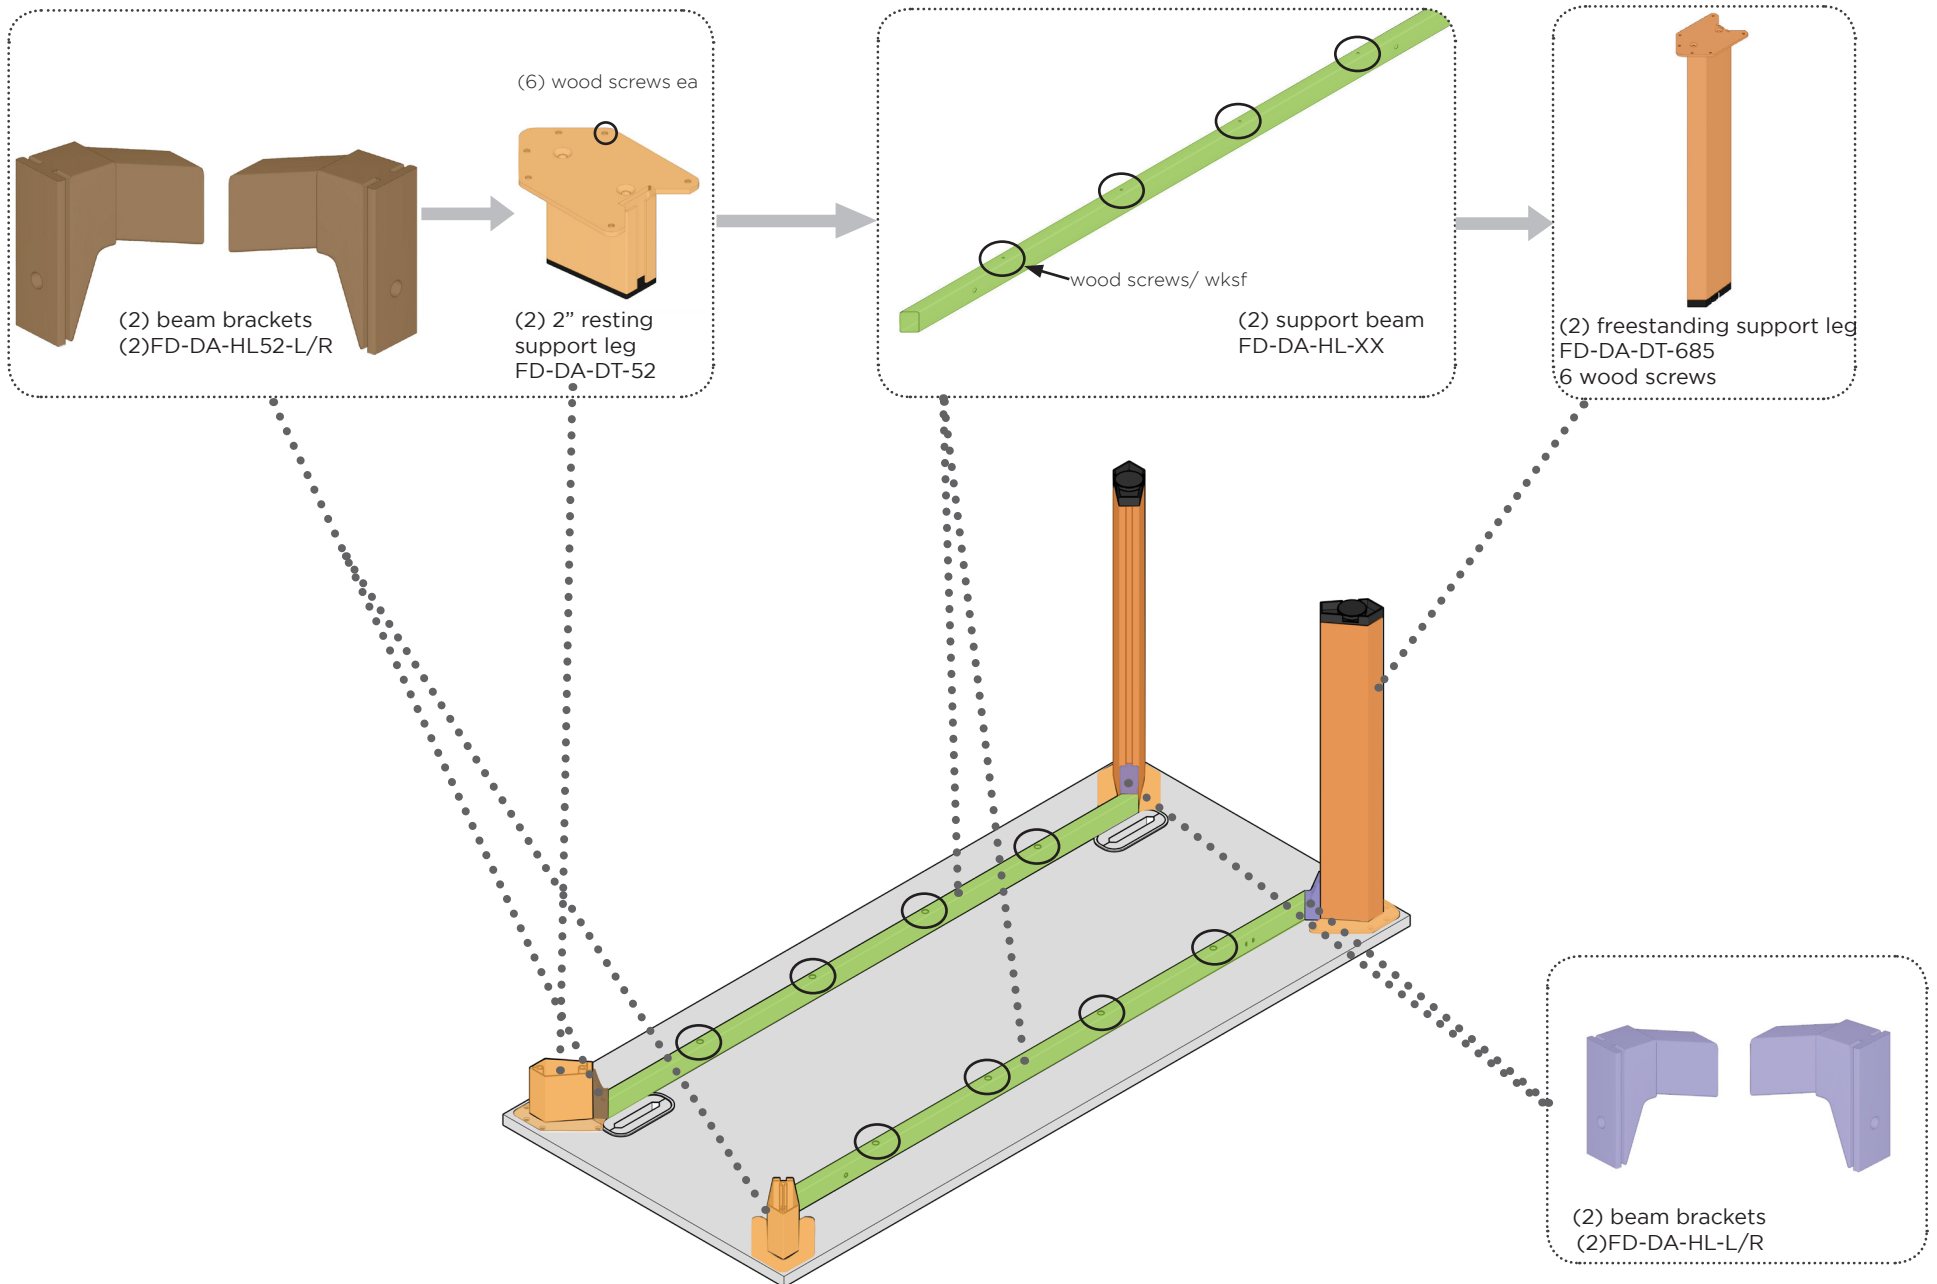 (6) wood screws ea
(2) beam brackets
(2)FD-DA-HL52-L/R
(2) 2” resting
support leg
FD-DA-DT-52
wood screws/ wksf
(2) support beam
FD-DA-HL-XX
(2) freestanding support leg
FD-DA-DT-685
6 wood screws
(2) beam brackets
(2)FD-DA-HL-L/R